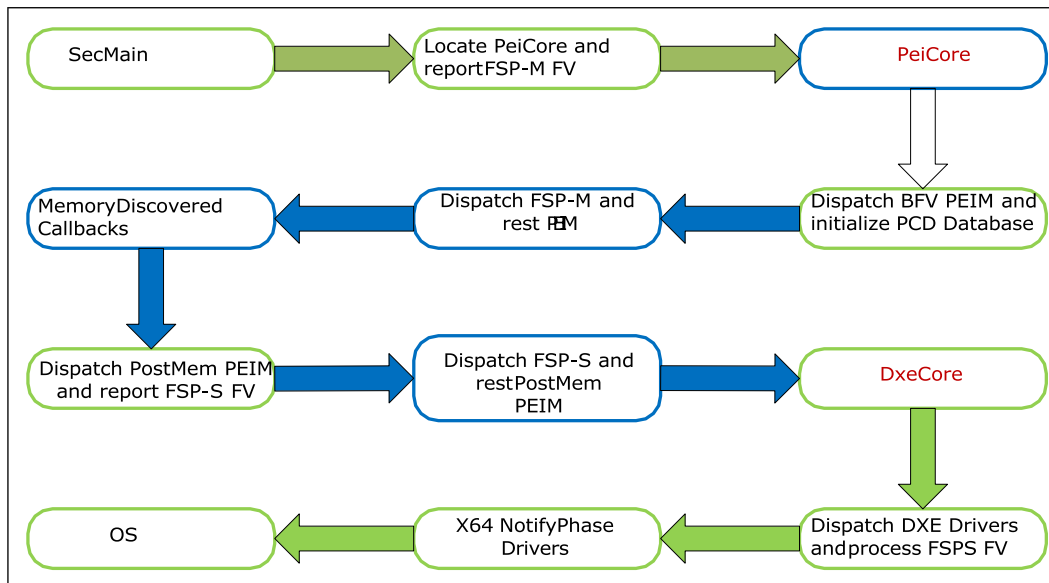 SecMain
Locate PeiCore and
reportFSP-M FV
PeiCore
Dispatch BFV PEIM and
initialize PCD Database
Dispatch FSP-M and
rest PEIM
MemoryDiscovered
Callbacks
Dispatch PostMem PEIM
and report FSP-S FV
Dispatch FSP-S and
restPostMem
PEIM
DxeCore
Dispatch DXE Drivers
andprocess FSPS FV
X64 NotifyPhase
Drivers
OS